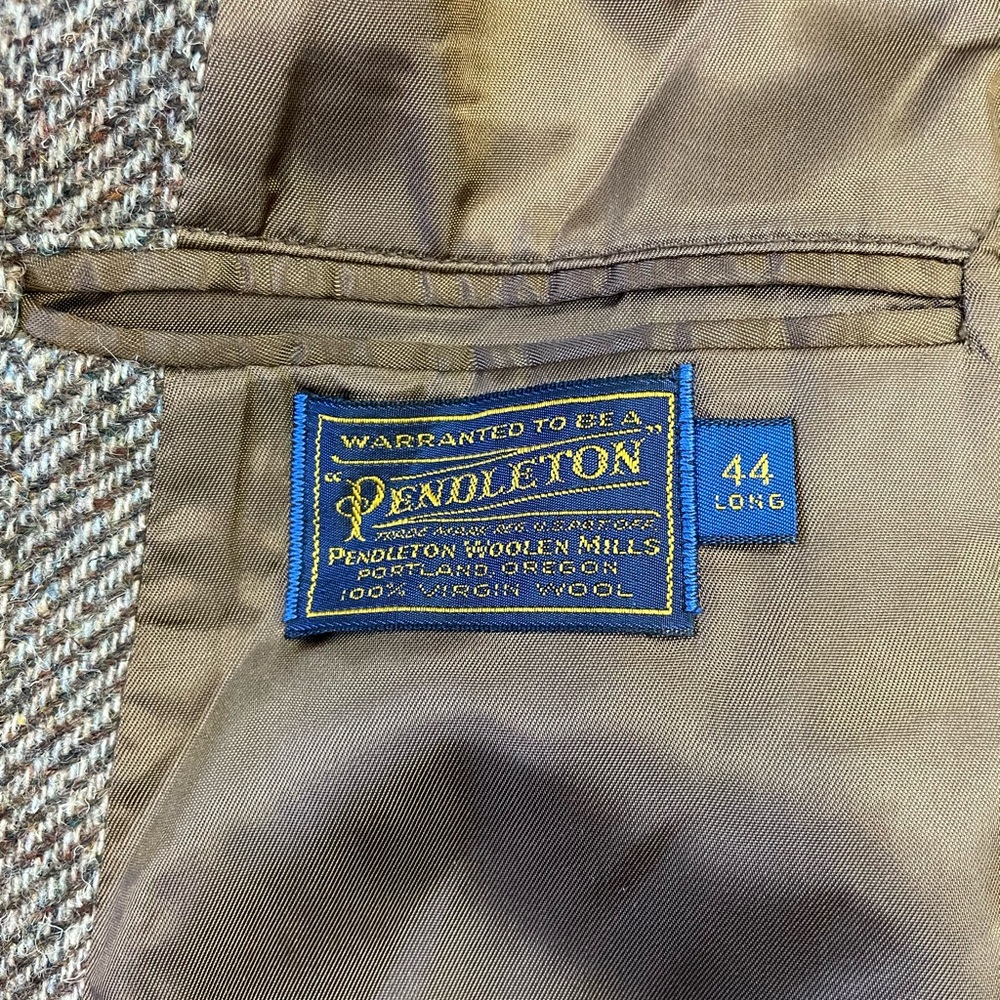 WARRANTED TO BE A
"PENDLETON"
TRADE MARK REG. U.S. PAT. OFF.
PENDLETON WOOLEN MILLS
PORTLAND, OREGON
100% VIRGIN WOOL
44
LONG